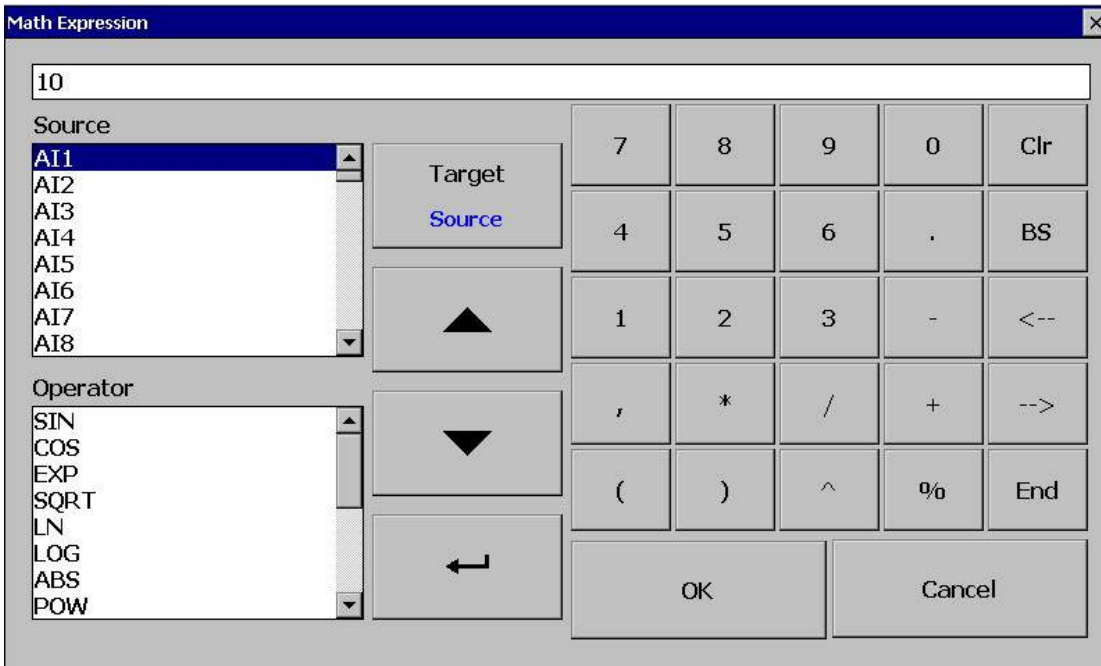 Math Expression
10
Source
AI1
AI2
AI3
AI4
AI5
AI6
AI7
AI8
Operator
SIN
COS
EXP
SQRT
LN
LOG
ABS
POW
Target
Source
7 8 9 0 Clr
4 5 6 . BS
1 2 3 - <--
, * / + -->
( ) ^ % End
OK Cancel